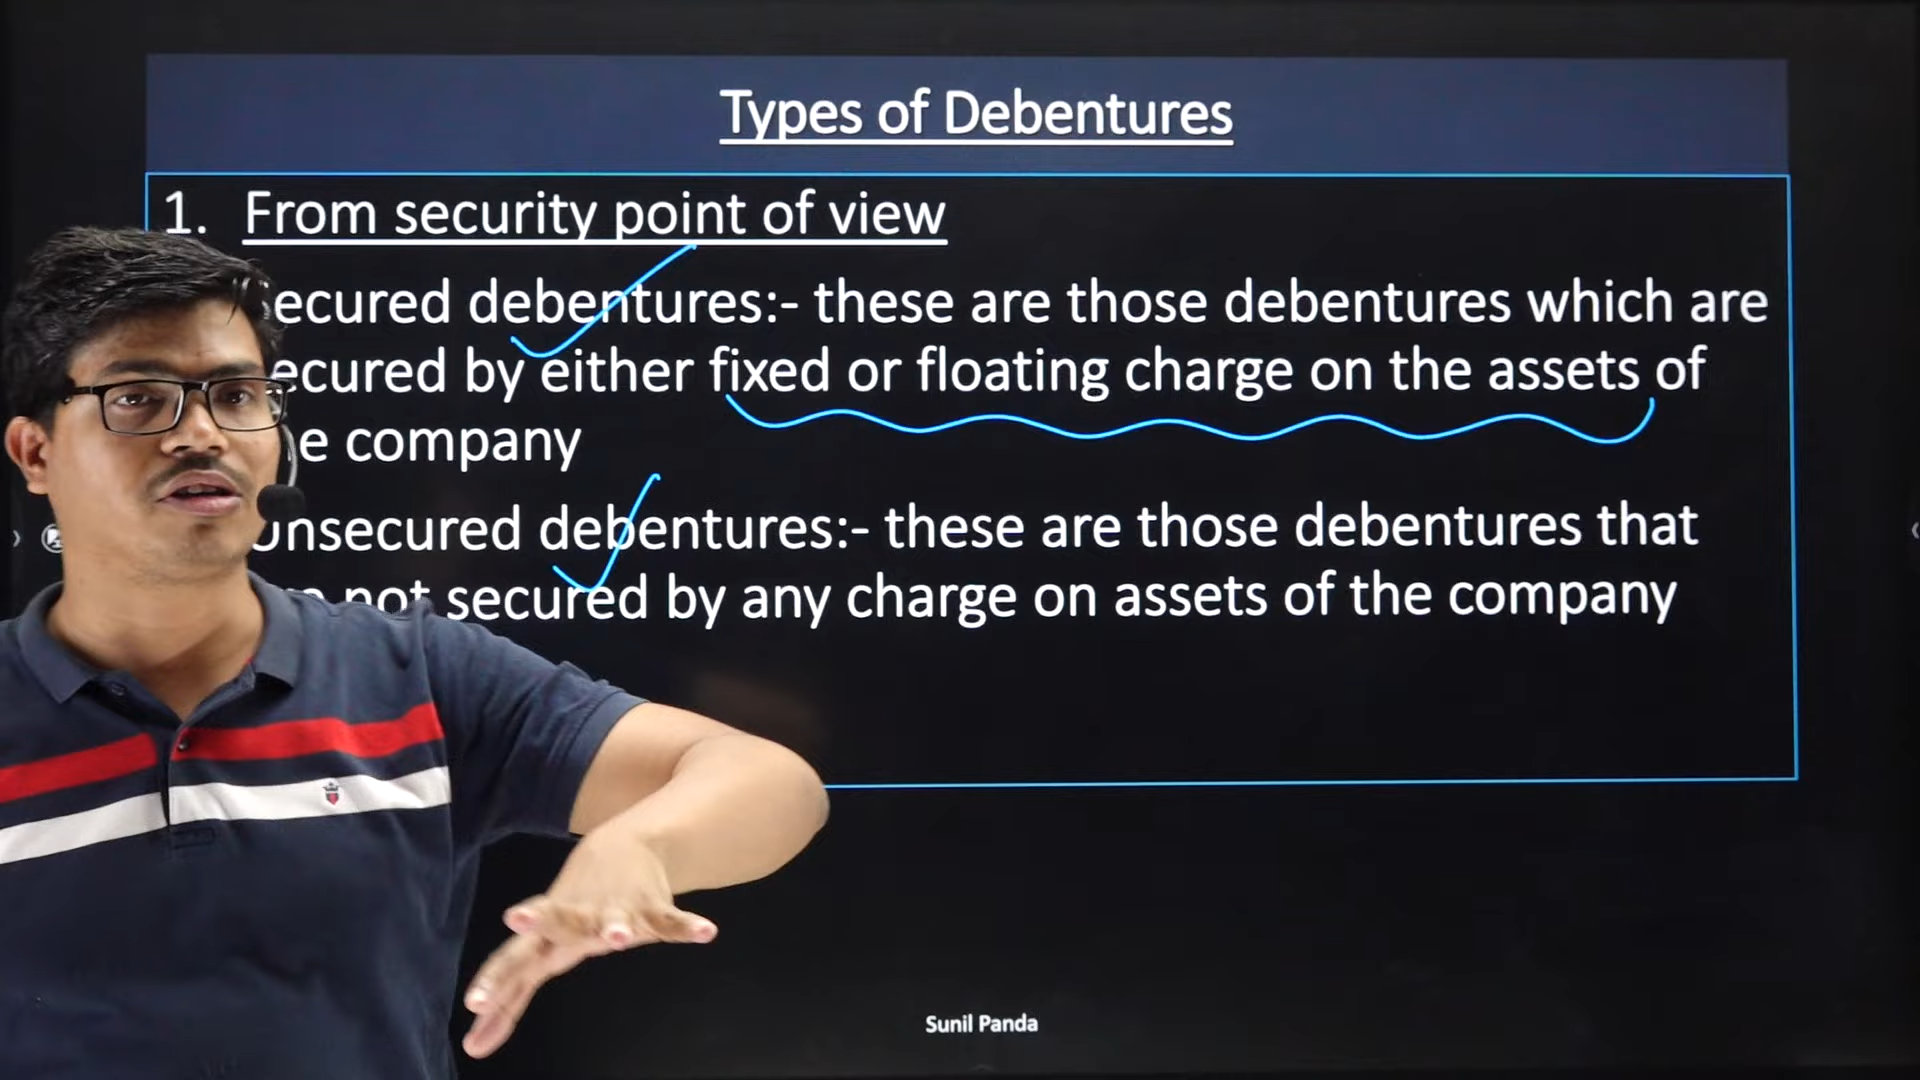 Types of Debentures
1. From security point of view
ecured debentures:- these are those debentures which are
ecured by either fixed or floating charge on the assets of
e company
Unsecured debentures:- these are those debentures that
not secured by any charge on assets of the company
Sunil Panda